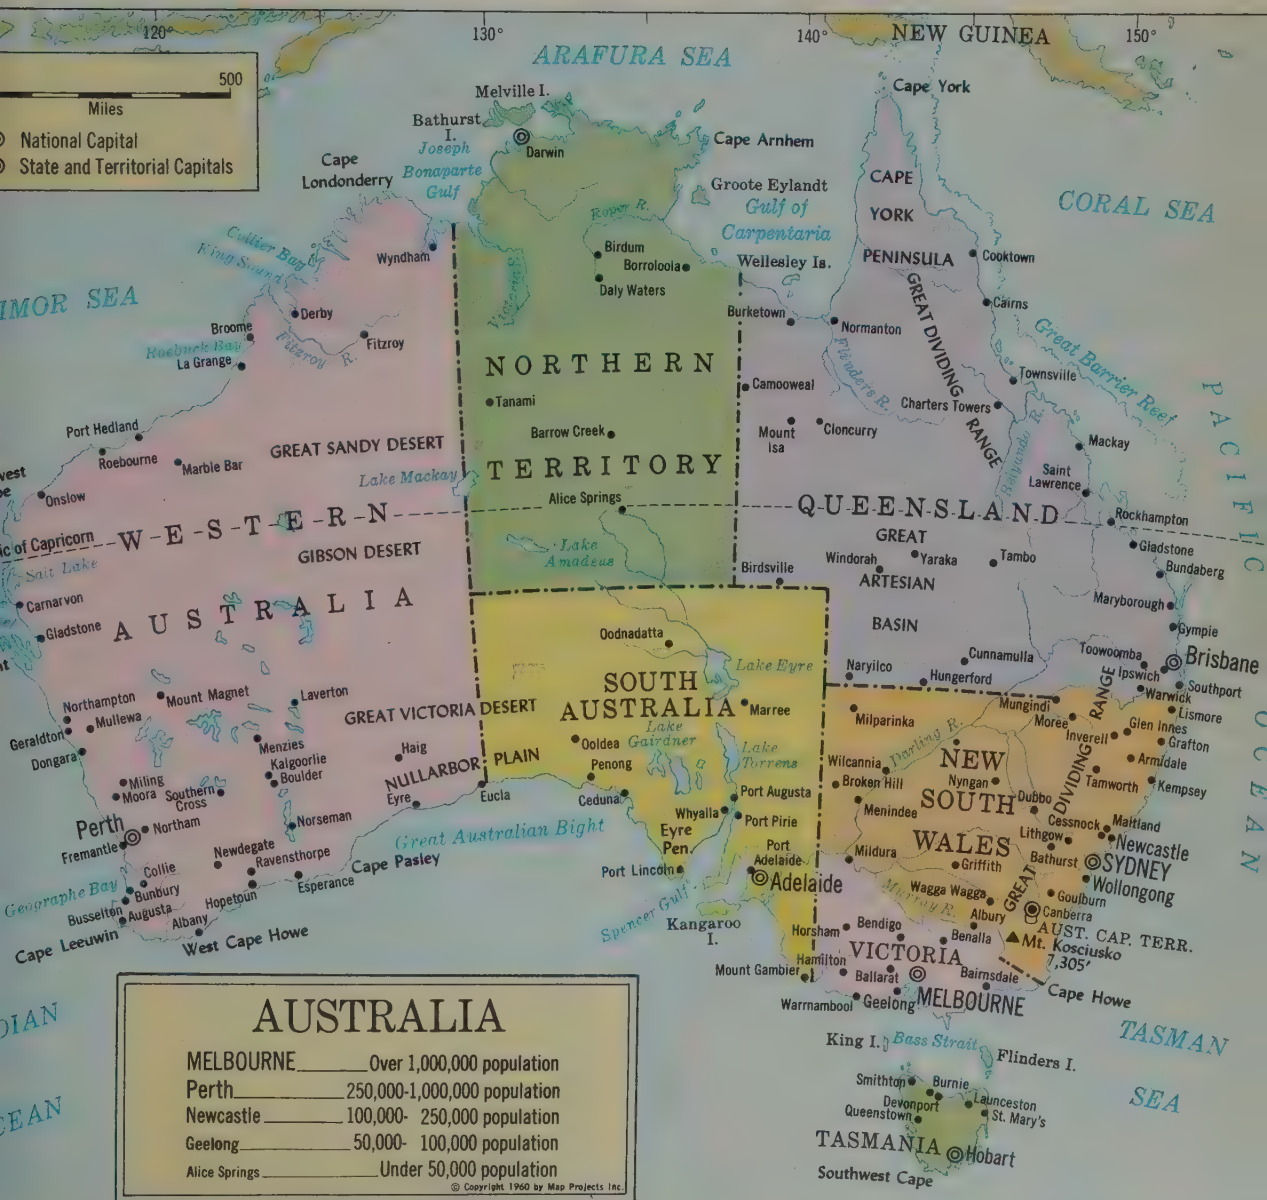 120°
130°
140°
150°
NEW GUINEA
ARAFURA SEA
500
Miles
National Capital
State and Territorial Capitals
Melville I.
Bathurst
I.
Darwin
Joseph
Bonaparte
Gulf
Cape
Londonderry
Cape Arnhem
Cape York
Groote Eylandt
Gulf of
Carpentaria
Wellesley Is.
CAPE
YORK
PENINSULA
CORAL SEA
Collier Bay
King Sound
Wyndham
Roper R.
Birdum
Borroloola
Daly Waters
Victoria R.
Cooktown
IMOR SEA
Derby
Broome
Roebuck Bay
La Grange
Fitzroy R.
Fitzroy
Burketown
Normanton
Flinders R.
GREAT DIVIDING RANGE
Cairns
Great Barrier Reef
Townsville
NORTHERN
TERRITORY
Tanami
Barrow Creek
Alice Springs
Camooweal
Mount
Isa
Cloncurry
Charters Towers
Belyando R.
Mackay
Saint
Lawrence
PACIFIC
OCEAN
Port Hedland
Roebourne
Marble Bar
GREAT SANDY DESERT
Lake Mackay
Onslow
ic of Capricorn
WESTERN
AUSTRALIA
GIBSON DESERT
QUEENSLAND
Rockhampton
GREAT
ARTESIAN
BASIN
Windorah
Yaraka
Tambo
Gladstone
Bundaberg
Salt Lake
Carnarvon
Gladstone
Lake
Amadeus
Birdsville
Maryborough
Gympie
Oodnadatta
Lake Eyre
Naryilco
Cunnamulla
Hungerford
Toowoomba
Ipswich
Brisbane
Warwick
Southport
Northampton
Mullewa
Geraldton
Dongara
Mount Magnet
Laverton
GREAT VICTORIA DESERT
SOUTH
AUSTRALIA
Marree
Milparinka
Mungindi
Moree
RANGE
Lismore
Glen Innes
Inverell
Grafton
Menzies
Kalgoorlie
Boulder
Haig
NULLARBOR PLAIN
Ooldea
Penong
Lake
Gairdner
Lake
Torrens
Wilcannia
Darling R.
NEW
SOUTH
WALES
Nyngan
DIVIDING
Armidale
Tamworth
Kempsey
Miling
Moora
Southern
Cross
Eyre
Eucla
Ceduna
Port Augusta
Whyalla
Port Pirie
Broken Hill
Menindee
Dubbo
Cessnock
Maitland
Newcastle
Perth
Northam
Fremantle
Norseman
Great Australian Bight
Eyre
Pen.
Port Lincoln
Port
Adelaide
Adelaide
Mildura
Griffith
Lithgow
Bathurst
SYDNEY
Wollongong
Newdegate
Ravensthorpe
Cape Pasley
Esperance
Collie
Bunbury
Busselton
Augusta
Geographe Bay
Hopetoun
Albany
Cape Leeuwin
West Cape Howe
Spencer Gulf
Kangaroo
I.
Murray R.
Wagga Wagga
GREAT
Goulburn
Canberra
AUST. CAP. TERR.
Mt. Kosciusko
7,305'
Albury
Horsham
Bendigo
Benalla
VICTORIA
Hamilton
Mount Gambier
Ballarat
Bairnsdale
Warrnambool
Geelong
MELBOURNE
Cape Howe
DIAN
CEAN
TASMAN
SEA
King I.
Bass Strait
Flinders I.
Smithton
Burnie
Devonport
Launceston
Queenstown
St. Mary's
TASMANIA
Hobart
Southwest Cape
AUSTRALIA
MELBOURNE Over 1,000,000 population
Perth 250,000-1,000,000 population
Newcastle 100,000- 250,000 population
Geelong 50,000- 100,000 population
Alice Springs Under 50,000 population
© Copyright 1960 by Map Projects Inc.